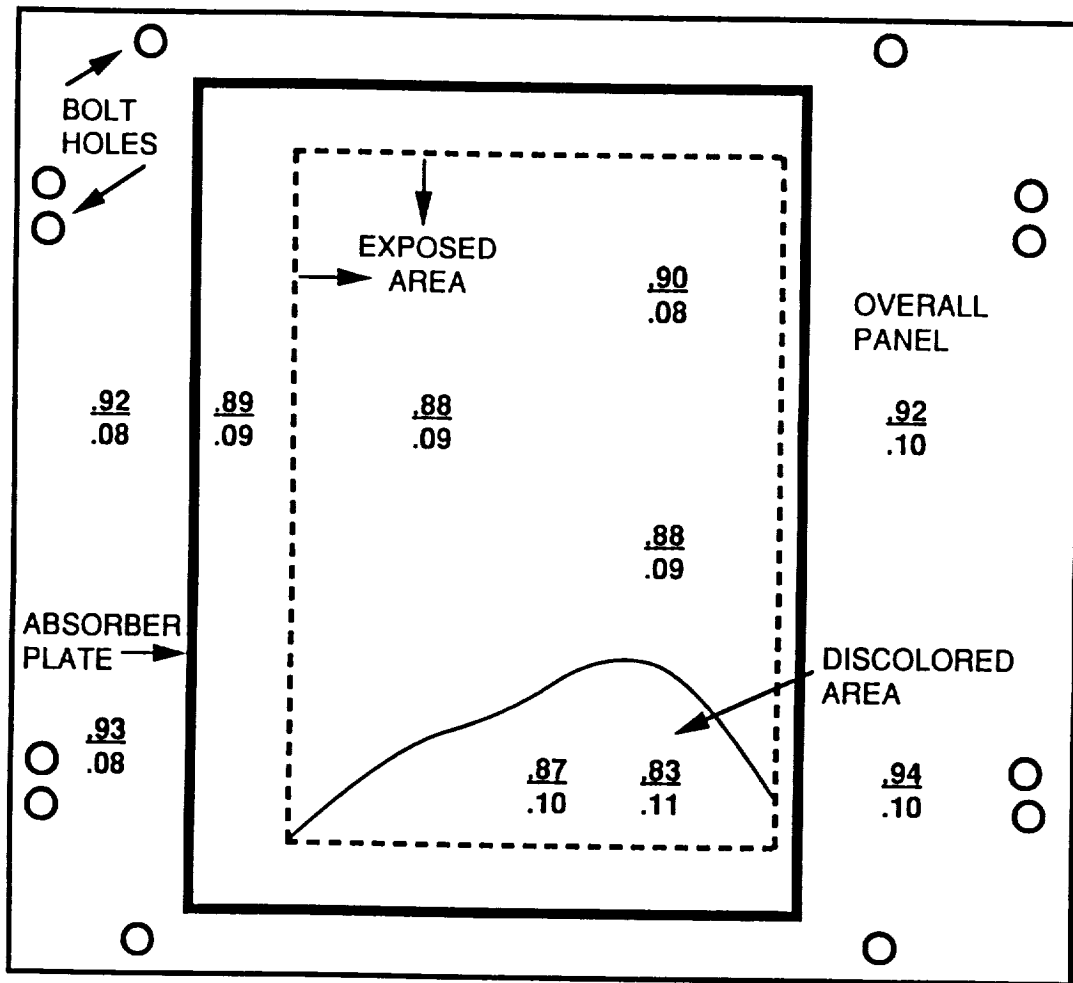 BOLT
HOLES
EXPOSED
AREA
.90
.08
OVERALL
PANEL
.92
.08
.89
.09
.88
.09
.92
.10
.88
.09
ABSORBER
PLATE
DISCOLORED
AREA
.93
.08
.87
.10
.83
.11
.94
.10